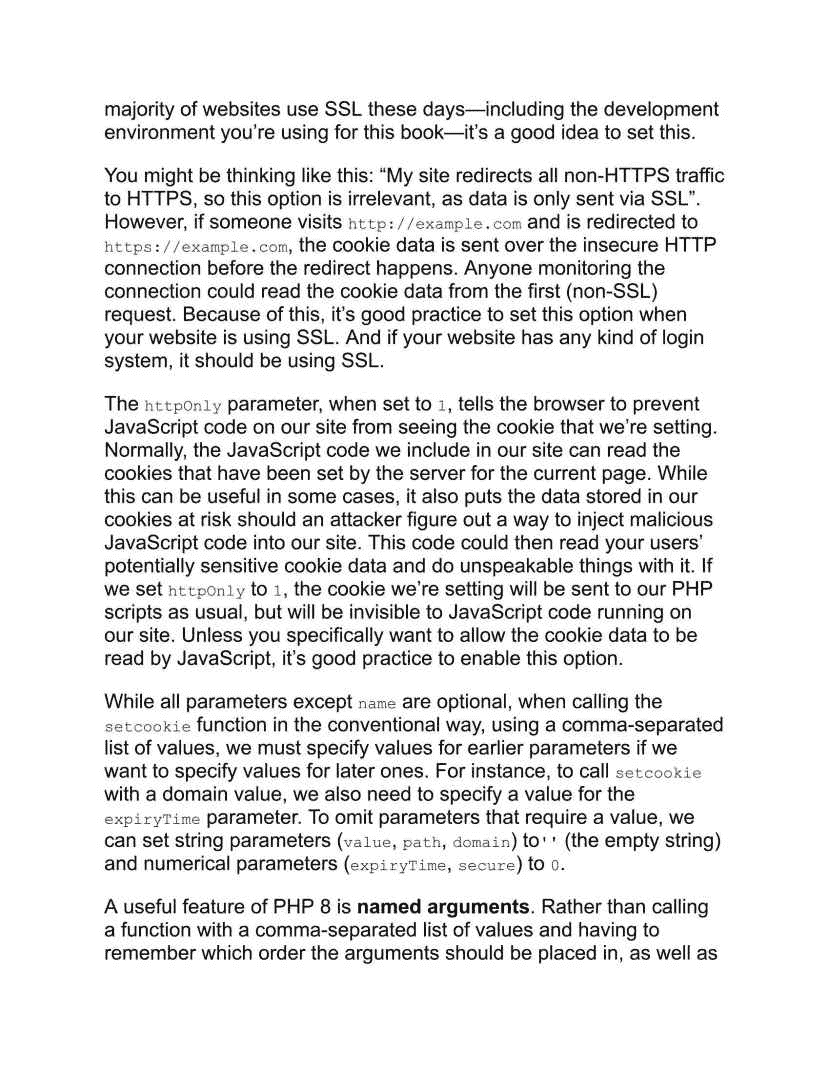 majority of websites use SSL these days—including the development
environment you’re using for this book—it’s a good idea to set this.
You might be thinking like this: “My site redirects all non-HTTPS traffic
to HTTPS, so this option is irrelevant, as data is only sent via SSL”.
However, if someone visits http://example.com and is redirected to
https://example.com, the cookie data is sent over the insecure HTTP
connection before the redirect happens. Anyone monitoring the
connection could read the cookie data from the first (non-SSL)
request. Because of this, it’s good practice to set this option when
your website is using SSL. And if your website has any kind of login
system, it should be using SSL.
The httpOnly parameter, when set to 1, tells the browser to prevent
JavaScript code on our site from seeing the cookie that we’re setting.
Normally, the JavaScript code we include in our site can read the
cookies that have been set by the server for the current page. While
this can be useful in some cases, it also puts the data stored in our
cookies at risk should an attacker figure out a way to inject malicious
JavaScript code into our site. This code could then read your users’
potentially sensitive cookie data and do unspeakable things with it. If
we set httpOnly to 1, the cookie we’re setting will be sent to our PHP
scripts as usual, but will be invisible to JavaScript code running on
our site. Unless you specifically want to allow the cookie data to be
read by JavaScript, it’s good practice to enable this option.
While all parameters except name are optional, when calling the
setcookie function in the conventional way, using a comma-separated
list of values, we must specify values for earlier parameters if we
want to specify values for later ones. For instance, to call setcookie
with a domain value, we also need to specify a value for the
expiryTime parameter. To omit parameters that require a value, we
can set string parameters (value, path, domain) to'' (the empty string)
and numerical parameters (expiryTime, secure) to 0.
A useful feature of PHP 8 is named arguments. Rather than calling
a function with a comma-separated list of values and having to
remember which order the arguments should be placed in, as well as